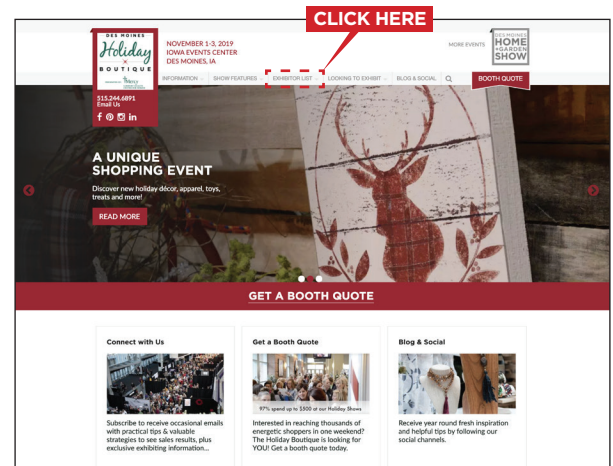 CLICK HERE
DES MOINES
Holiday
BOUTIQUE
NOVEMBER 1-3, 2019
IOWA EVENTS CENTER
DES MOINES, IA
MORE EVENTS
DES MOINES
HOME
+GARDEN
SHOW
INFORMATION
SHOW FEATURES
EXHIBITOR LIST
LOOKING TO EXHIBIT
BLOG & SOCIAL
BOOTH QUOTE
515.244.6891
Email Us
A UNIQUE
SHOPPING EVENT
Discover new holiday décor, apparel, toys,
treats and more!
READ MORE
GET A BOOTH QUOTE
Connect with Us
Subscribe to receive occasional emails
with practical tips & valuable
strategies to see sales results, plus
exclusive exhibiting information...
Get a Booth Quote
97% spend up to $500 at our Holiday Shows
Interested in reaching thousands of
energetic shoppers in one weekend?
The Holiday Boutique is looking for
YOU! Get a booth quote today.
Blog & Social
Receive year round fresh inspiration
and helpful tips by following our
social channels.